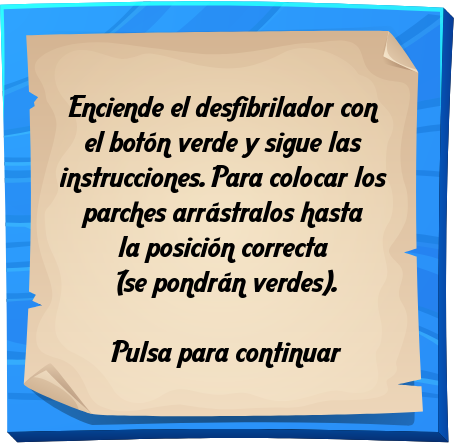 Enciende el desfibrilador con
el botón verde y sigue las
instrucciones. Para colocar los
parches arrástralos hasta
la posición correcta
(se pondrán verdes).
Pulsa para continuar